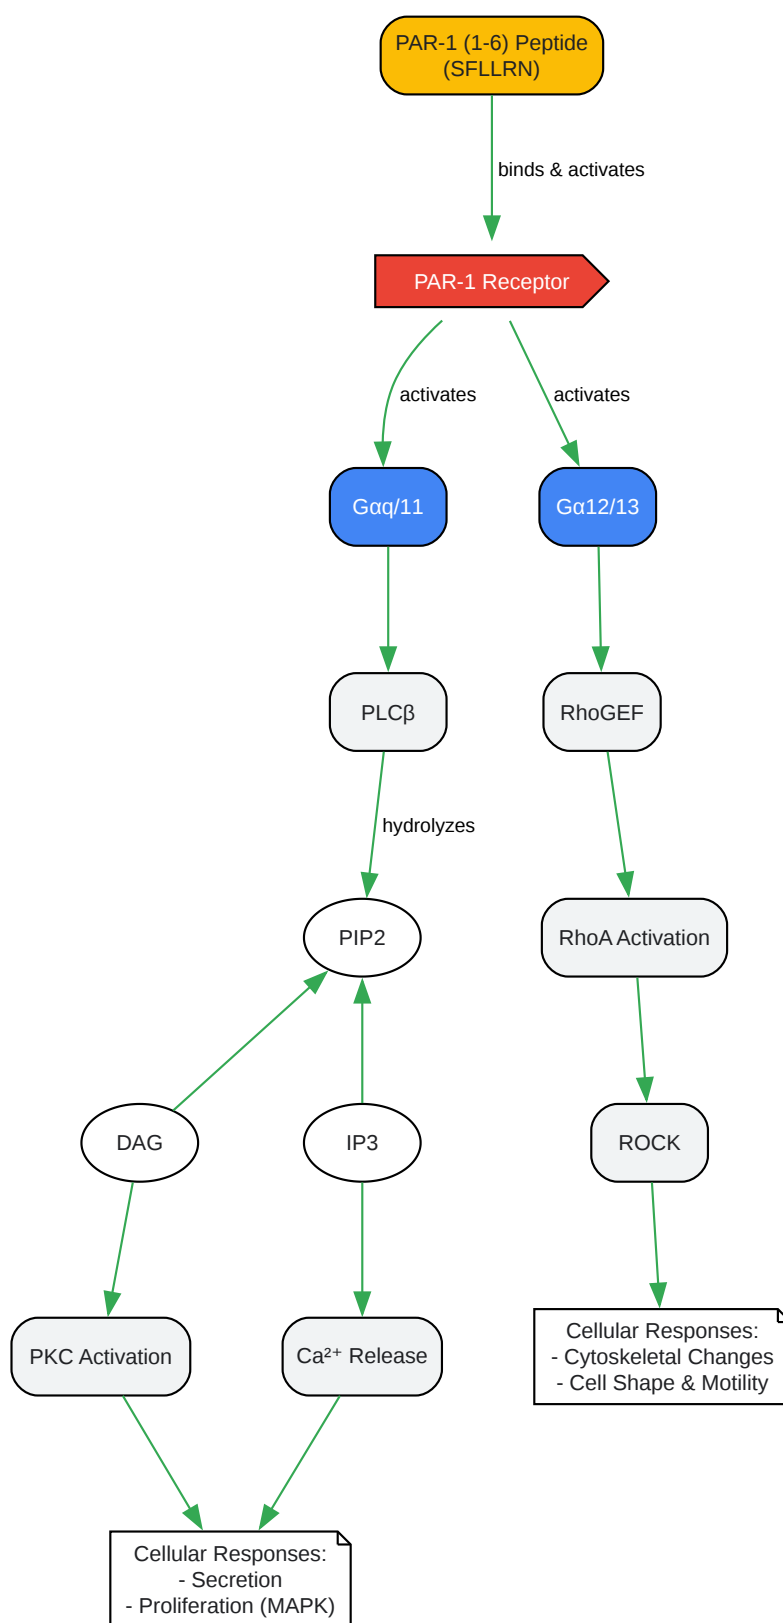 PAR-1 (1-6) Peptide
(SFLLRN)
binds & activates
PAR-1 Receptor
activates
activates
Gαq/11
Gα12/13
PLCβ
RhoGEF
hydrolyzes
PIP2
RhoA Activation
DAG
IP3
ROCK
PKC Activation
Ca²⁺ Release
Cellular Responses:
- Cytoskeletal Changes
- Cell Shape & Motility
Cellular Responses:
- Secretion
- Proliferation (MAPK)